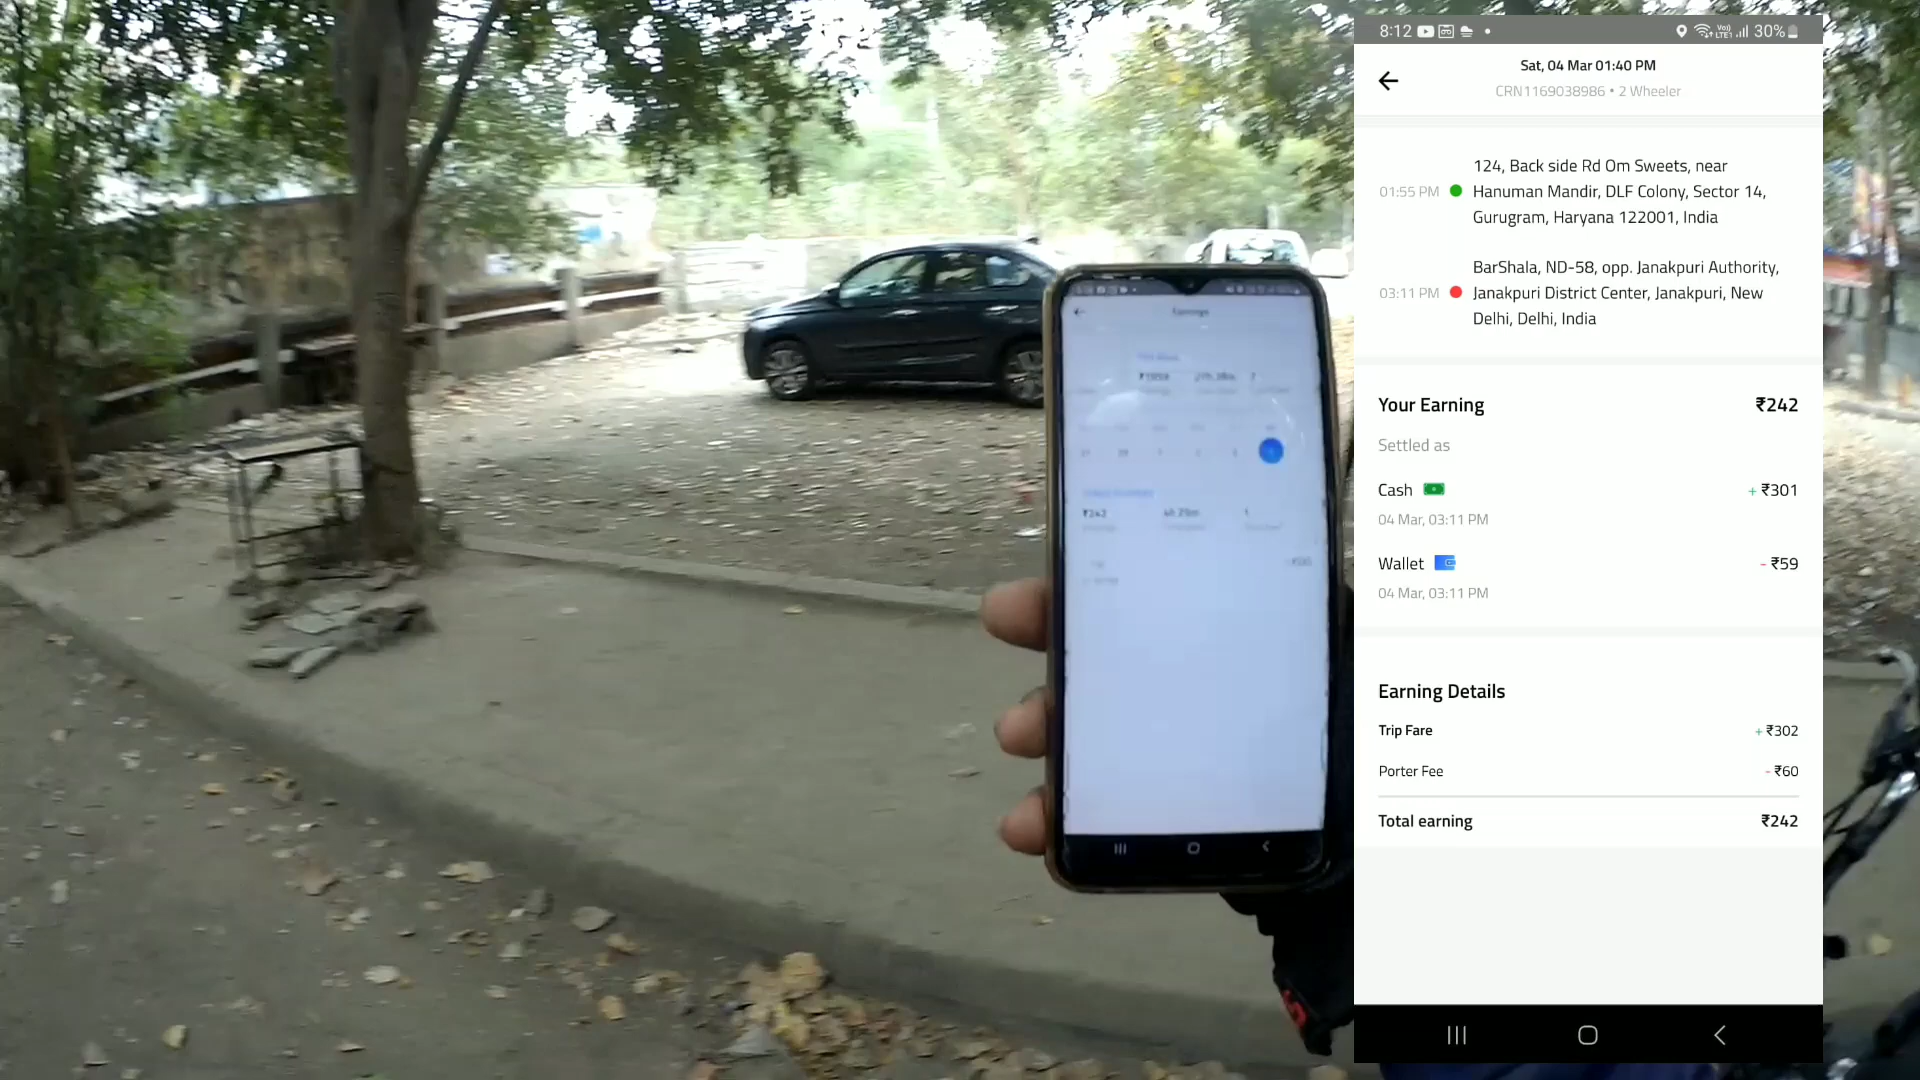 8:12
30%
Sat, 04 Mar 01:40 PM
CRN1169038986 • 2 Wheeler
124, Back side Rd Om Sweets, near
01:55 PM
Hanuman Mandir, DLF Colony, Sector 14,
Gurugram, Haryana 122001, India
BarShala, ND-58, opp. Janakpuri Authority,
03:11 PM
Janakpuri District Center, Janakpuri, New
Delhi, Delhi, India
Your Earning ₹242
Settled as
Cash + ₹301
04 Mar, 03:11 PM
Wallet - ₹59
04 Mar, 03:11 PM
Earning Details
Trip Fare + ₹302
Porter Fee - ₹60
Total earning ₹242
Earnings
₹242